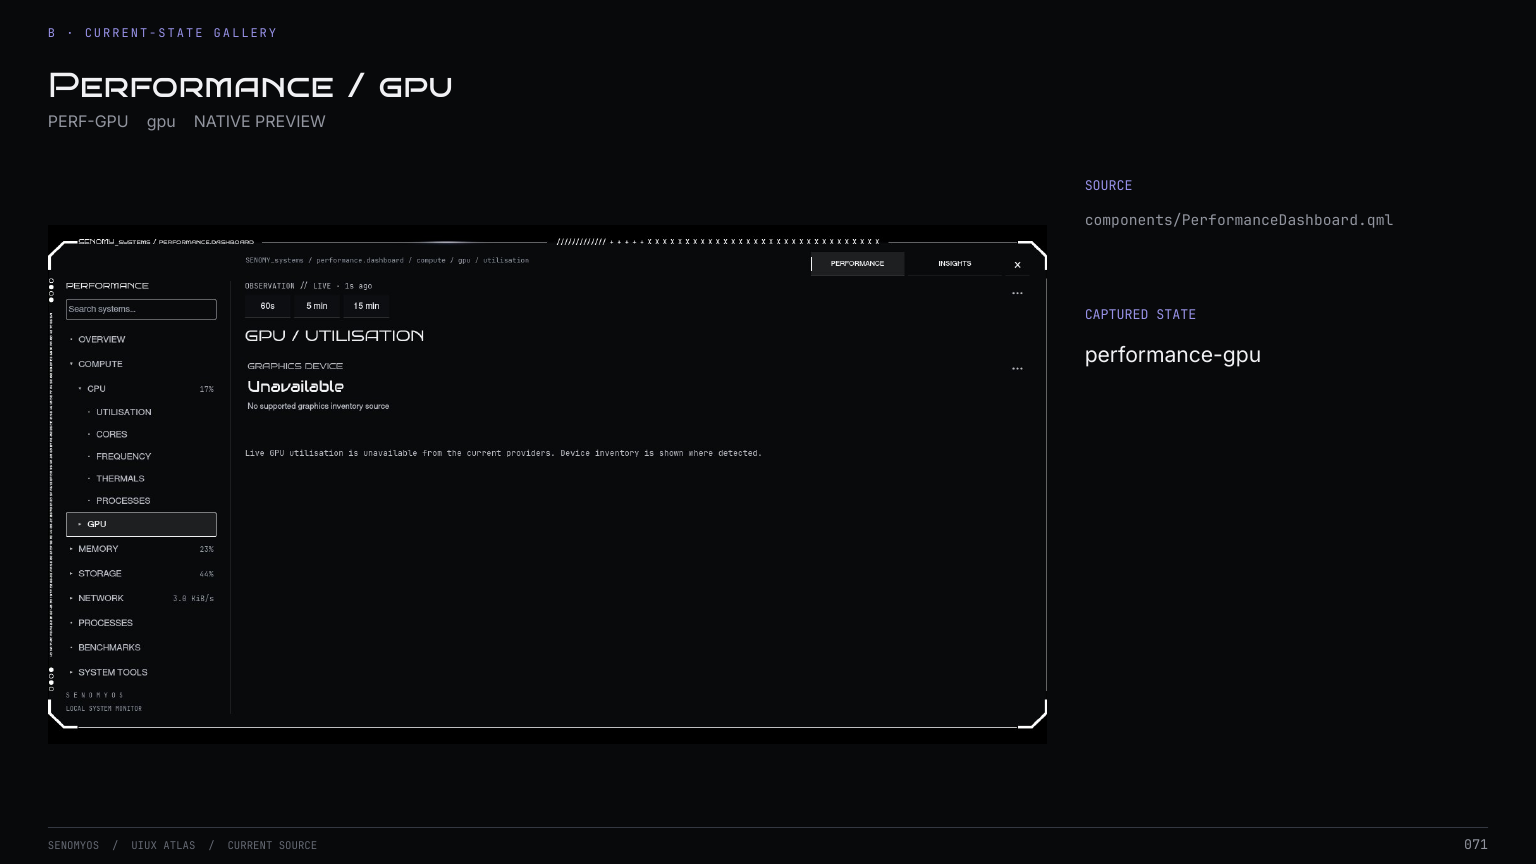 B · CURRENT-STATE GALLERY
Performance / gpu
PERF-GPU gpu NATIVE PREVIEW
SOURCE
components/PerformanceDashboard.qml
CAPTURED STATE
performance-gpu
SENOMY_SYSTEMS / PERFORMANCE.DASHBOARD
SENOMY_systems / performance.dashboard / compute / gpu / utilisation
PERFORMANCE
INSIGHTS
X
PERFORMANCE
Search systems...
OVERVIEW
COMPUTE
CPU 17%
UTILISATION
CORES
FREQUENCY
THERMALS
PROCESSES
GPU
MEMORY 23%
STORAGE 44%
NETWORK 3.0 KiB/s
PROCESSES
BENCHMARKS
SYSTEM TOOLS
SENOMYOS
LOCAL SYSTEM MONITOR
OBSERVATION // LIVE · 1s ago
60s 5 min 15 min
GPU / UTILISATION
GRAPHICS DEVICE
Unavailable
No supported graphics inventory source
Live GPU utilisation is unavailable from the current providers. Device inventory is shown where detected.
SENOMYOS / UIUX ATLAS / CURRENT SOURCE
071